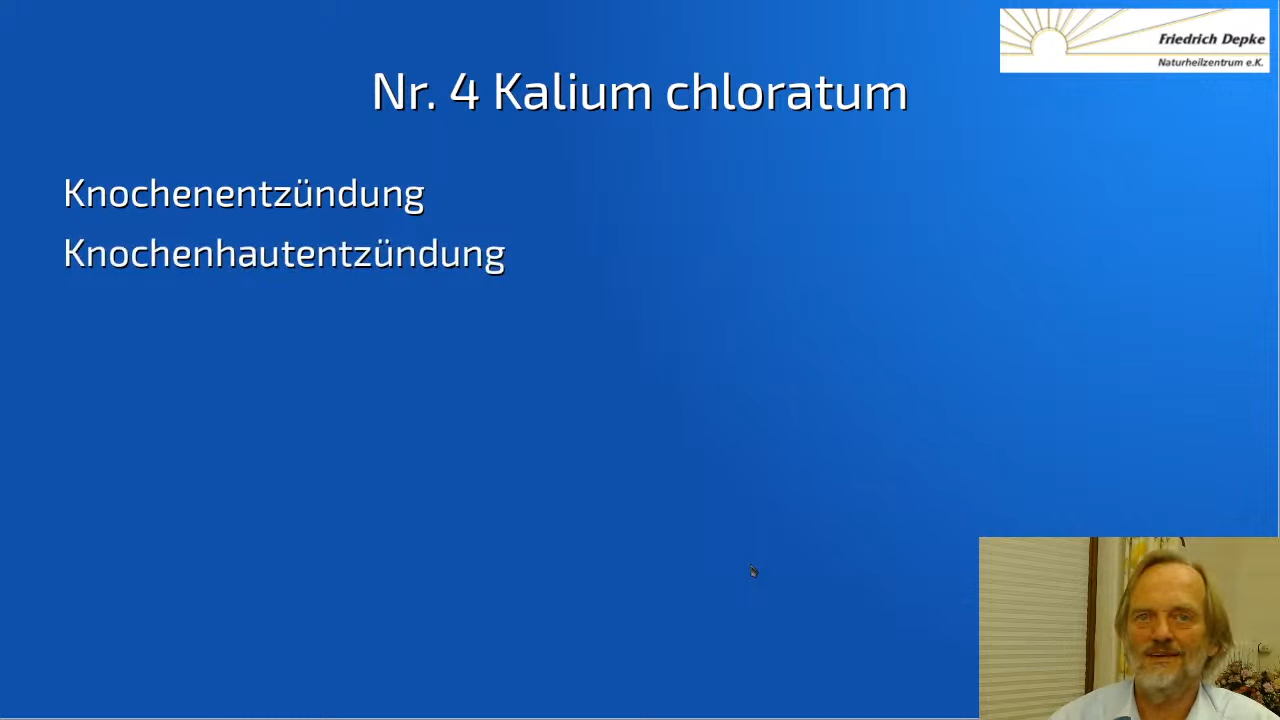 Friedrich Depke
Naturheilzentrum e.K.
Nr. 4 Kalium chloratum
Knochenentzündung
Knochenhautentzündung